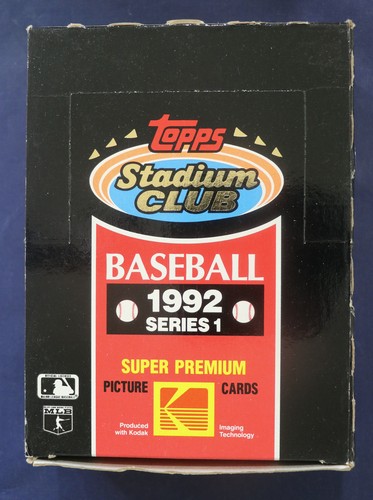 Topps
Stadium
CLUB
BASEBALL
1992
SERIES 1
SUPER PREMIUM
PICTURE CARDS
Produced with Kodak
Imaging Technology
MLB